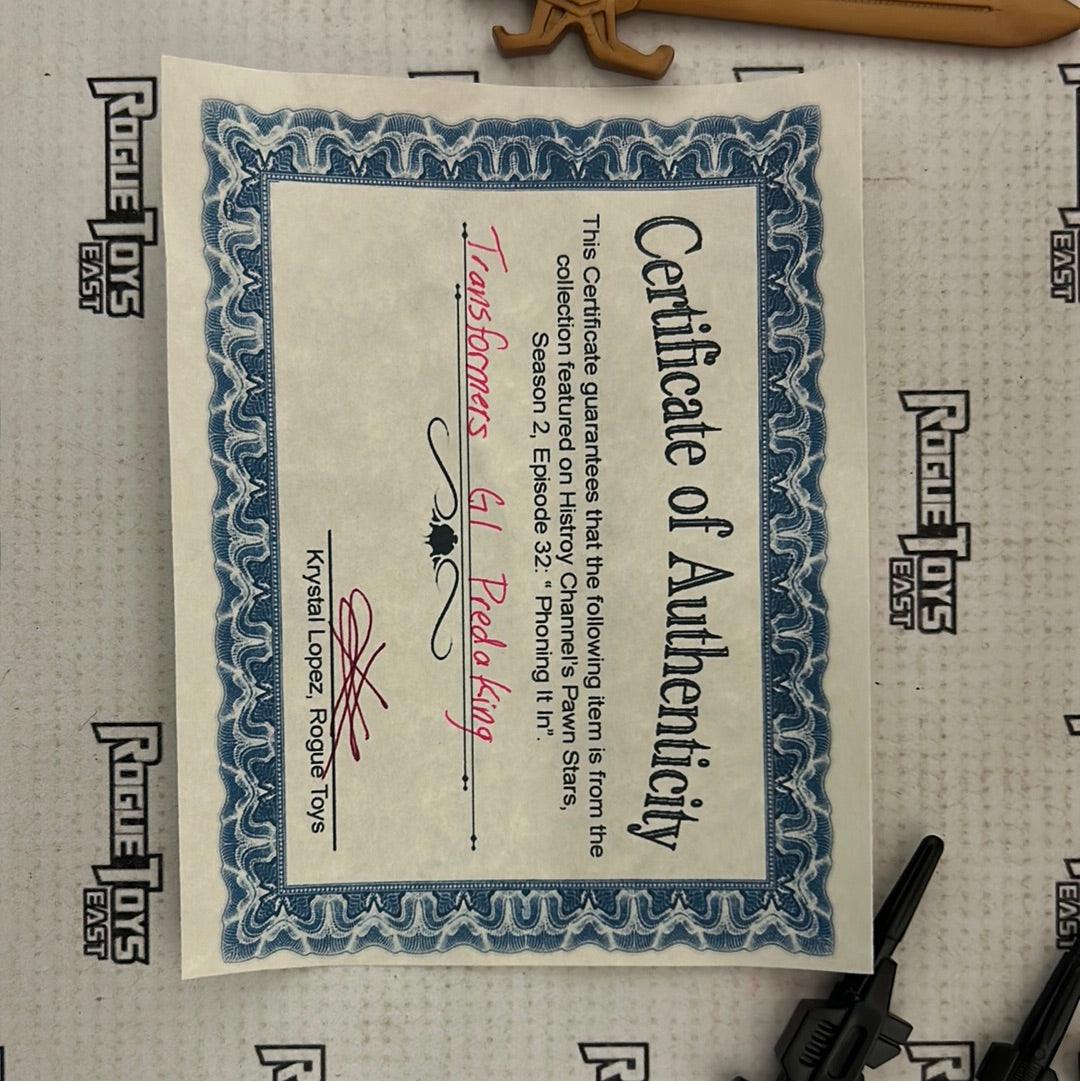 Certificate of Authenticity
This Certificate guarantees that the following item is from the
collection featured on Histroy Channel's Pawn Stars,
Season 2, Episode 32: “ Phoning It In”.
Transformers G1 Predaking
Krystal Lopez, Rogue Toys
ROGUE TOYS
EAST
ROGUE TOYS
EAST
ROGUE TOYS
EAST
EAST
EAST